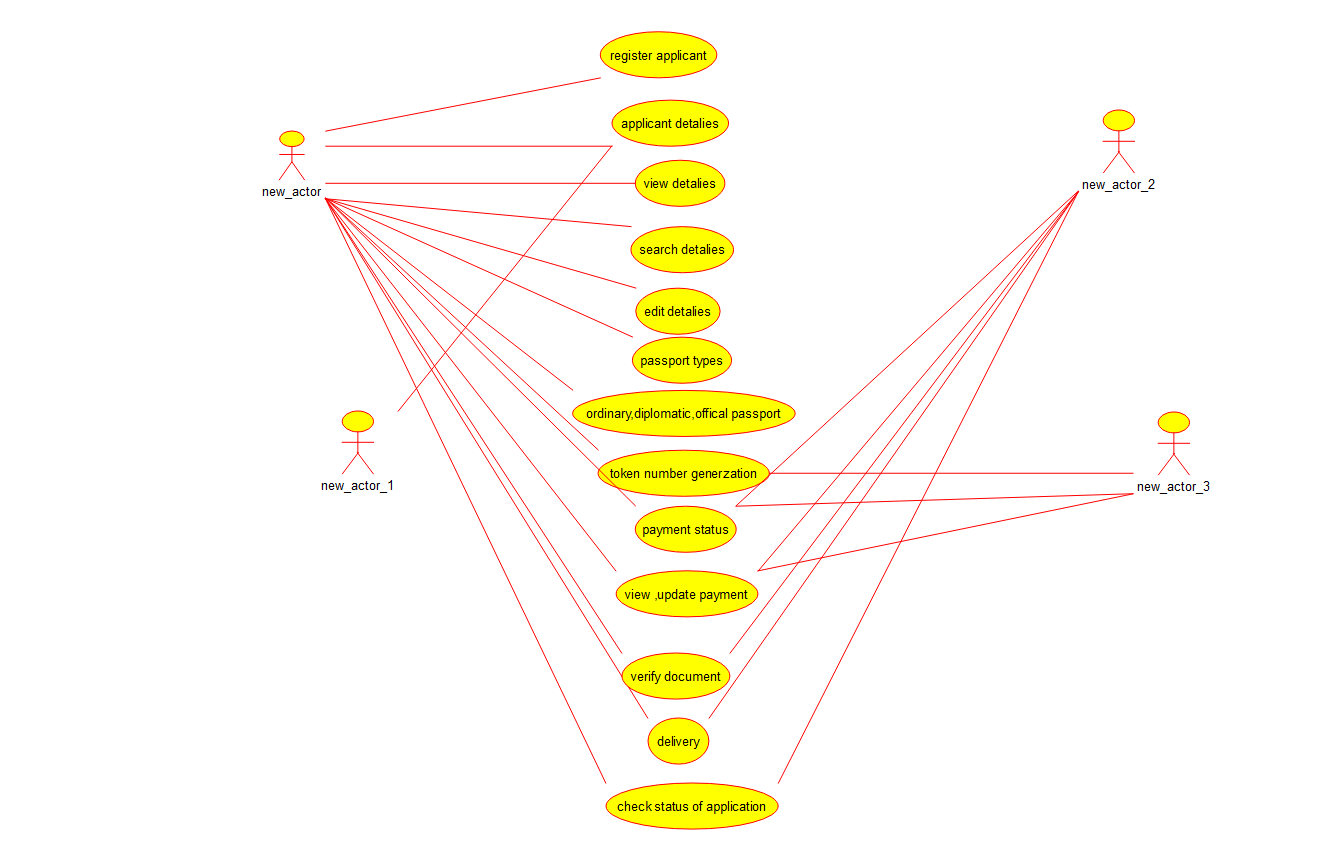 register applicant
applicant detalies
new_actor
view detalies
new_actor_2
search detalies
edit detalies
passport types
ordinary,diplomatic,offical passport
token number generzation
new_actor_1
new_actor_3
payment status
view ,update payment
verify document
delivery
check status of application